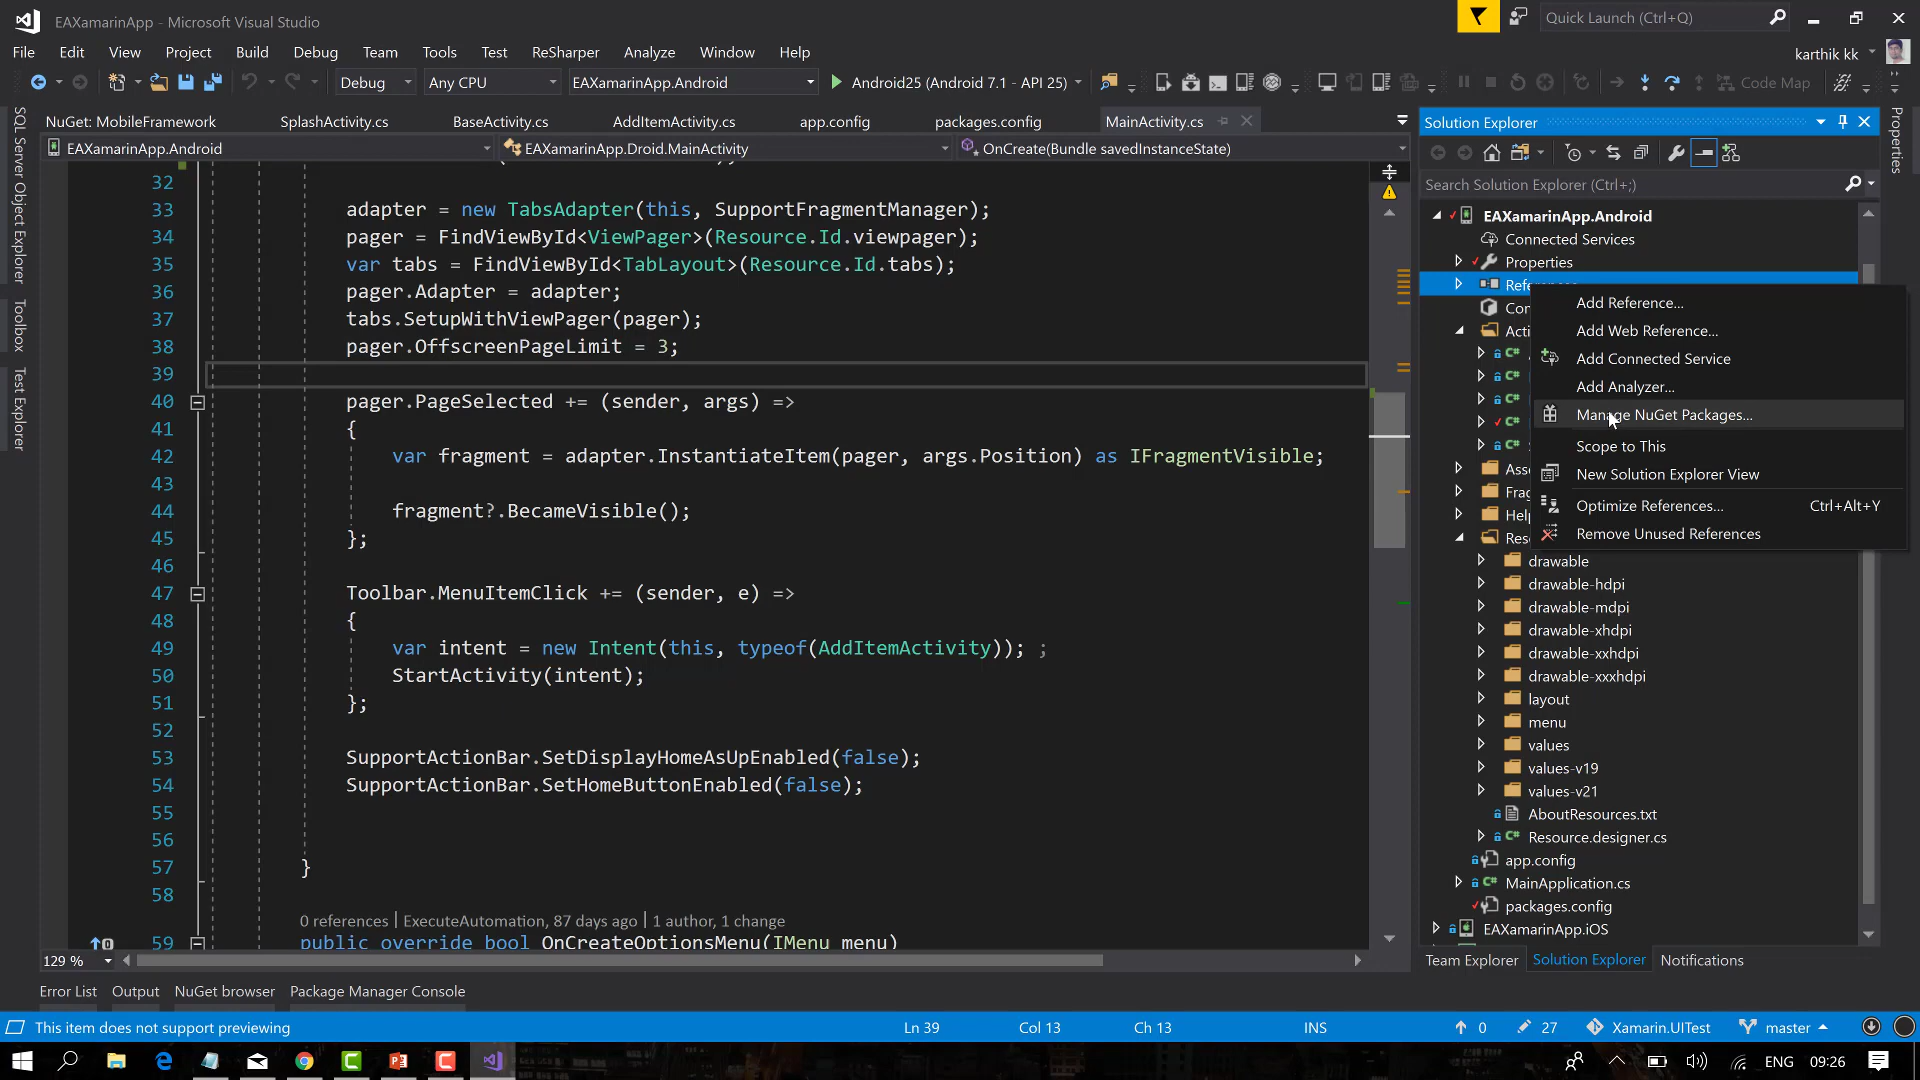 EAXamarinApp - Microsoft Visual Studio
Quick Launch (Ctrl+Q)
File Edit View Project Build Debug Team Tools Test ReSharper Analyze Window Help
karthik kk
Debug Any CPU EAXamarinApp.Android Android25 (Android 7.1 - API 25) Code Map
NuGet: MobileFramework SplashActivity.cs BaseActivity.cs AddItemActivity.cs app.config packages.config MainActivity.cs
EAXamarinApp.Android EAXamarinApp.Droid.MainActivity OnCreate(Bundle savedInstanceState)
SQL Server Object Explorer
Toolbox
Test Explorer
32
33 adapter = new TabsAdapter(this, SupportFragmentManager);
34 pager = FindViewById<ViewPager>(Resource.Id.viewpager);
35 var tabs = FindViewById<TabLayout>(Resource.Id.tabs);
36 pager.Adapter = adapter;
37 tabs.SetupWithViewPager(pager);
38 pager.OffscreenPageLimit = 3;
39
40 pager.PageSelected += (sender, args) =>
41 {
42 var fragment = adapter.InstantiateItem(pager, args.Position) as IFragmentVisible;
43
44 fragment?.BecameVisible();
45 };
46
47 Toolbar.MenuItemClick += (sender, e) =>
48 {
49 var intent = new Intent(this, typeof(AddItemActivity)); ;
50 StartActivity(intent);
51 };
52
53 SupportActionBar.SetDisplayHomeAsUpEnabled(false);
54 SupportActionBar.SetHomeButtonEnabled(false);
55
56
57 }
58
0 references | ExecuteAutomation, 87 days ago | 1 author, 1 change
59 public override bool OnCreateOptionsMenu(IMenu menu)
129 %
Solution Explorer
Search Solution Explorer (Ctrl+;)
EAXamarinApp.Android
Connected Services
Properties
References
Add Reference...
Add Web Reference...
Add Connected Service
Add Analyzer...
Manage NuGet Packages...
Scope to This
New Solution Explorer View
Optimize References... Ctrl+Alt+Y
Remove Unused References
drawable
drawable-hdpi
drawable-mdpi
drawable-xhdpi
drawable-xxhdpi
drawable-xxxhdpi
layout
menu
values
values-v19
values-v21
AboutResources.txt
Resource.designer.cs
app.config
MainApplication.cs
packages.config
EAXamarinApp.iOS
Team Explorer Solution Explorer Notifications
Properties
Error List Output NuGet browser Package Manager Console
This item does not support previewing Ln 39 Col 13 Ch 13 INS 0 27 Xamarin.UITest master
ENG 09:26